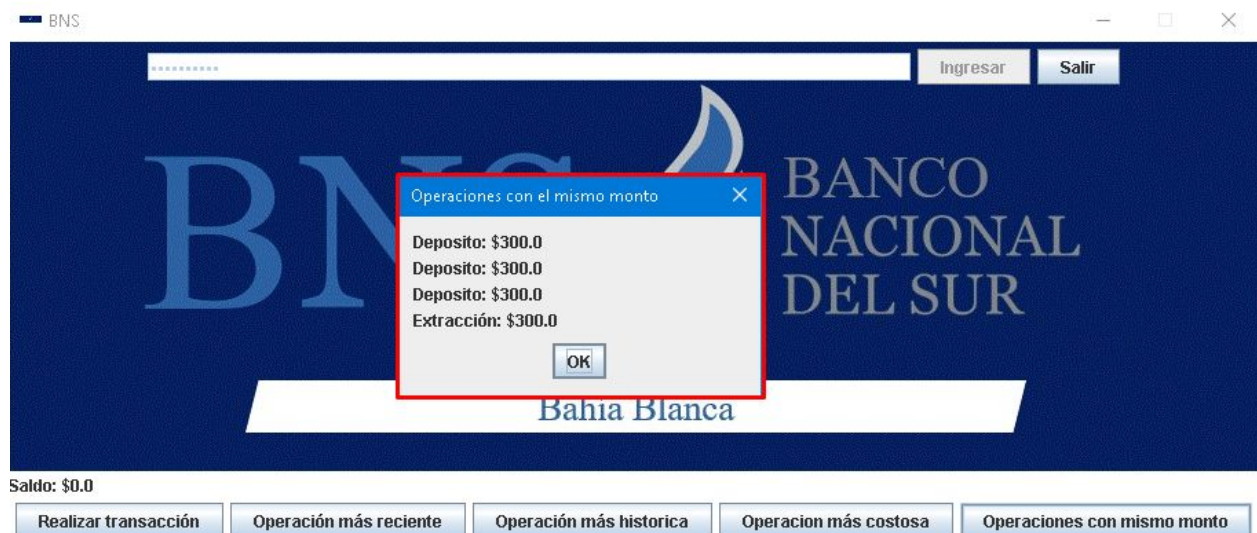 BNS
Ingresar Salir
BNS
BANCO
NACIONAL
DEL SUR
Operaciones con el mismo monto
Deposito: $300.0
Deposito: $300.0
Deposito: $300.0
Extracción: $300.0
OK
Bahía Blanca
Saldo: $0.0
Realizar transacción Operación más reciente Operación más historica Operacion más costosa Operaciones con mismo monto